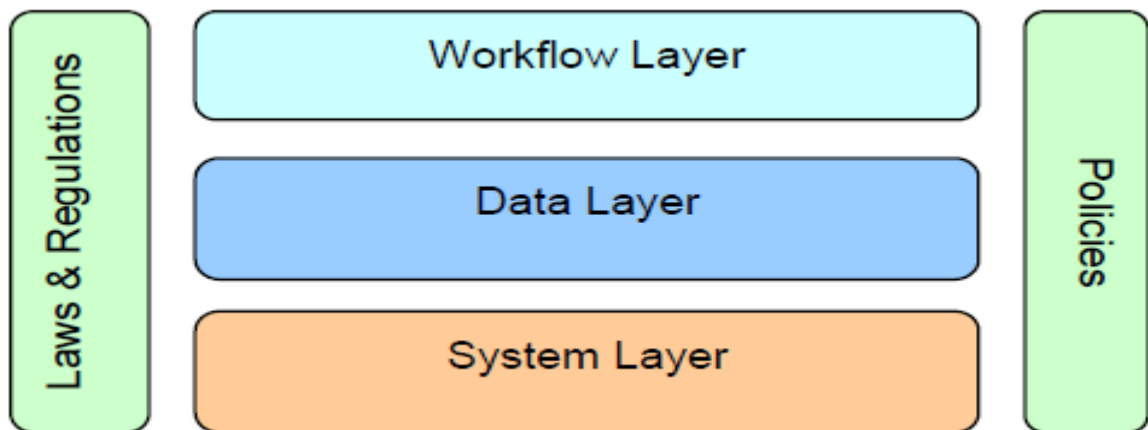 Laws & Regulations
Workflow Layer
Data Layer
System Layer
Policies